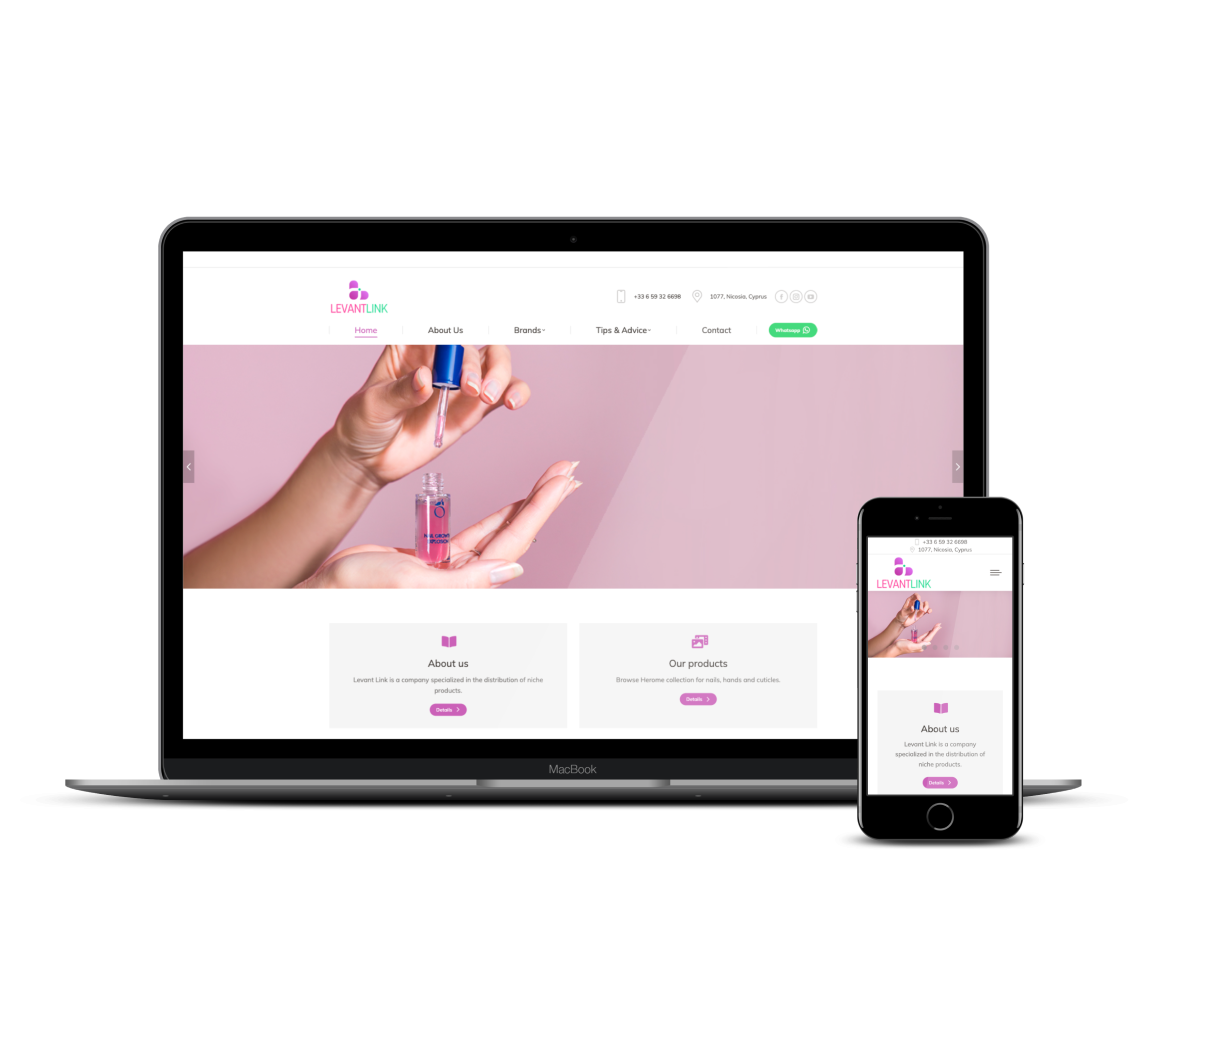 LEVANTLINK
+33 6 59 32 6698
1077, Nicosia, Cyprus
Home
About Us
Brands
Tips & Advice
Contact
Whatsapp
About us
Levant Link is a company specialized in the distribution of niche
products.
Details
Our products
Browse Herome collection for nails, hands and cuticles.
Details
MacBook
+33 6 59 32 6698
1077, Nicosia, Cyprus
LEVANTLINK
About us
Levant Link is a company
specialized in the distribution of
niche products.
Details